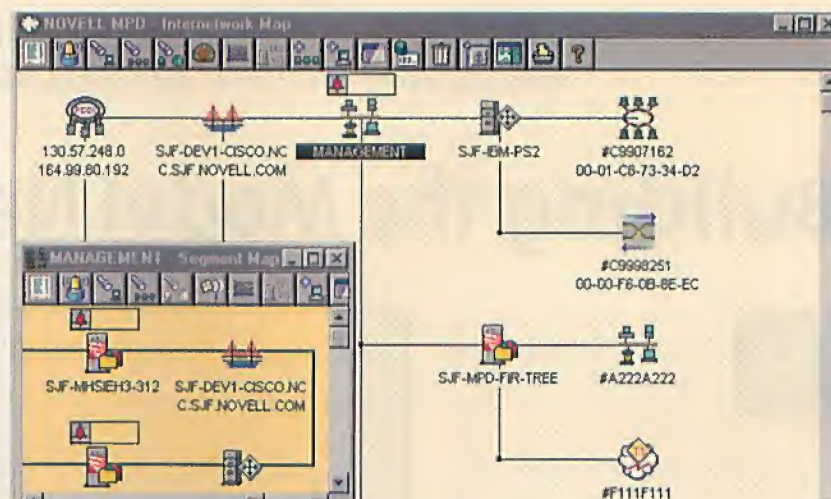 NOVELL MPD - Internetwork Map
130.57.248.0
164.99.80.192
SJF-DEV1-CISCO.NC
C.SJF.NOVELL.COM
MANAGEMENT
SJF-IBM-PS2
#C9907162
00-01-C8-73-34-D2
#C9998251
00-00-F6-0B-8E-EC
MANAGEMENT - Segment Map
SJF-MHSIEH3-312
SJF-DEV1-CISCO.NC
C.SJF.NOVELL.COM
SJF-MPD-FIR-TREE
#A222A222
#F111F111